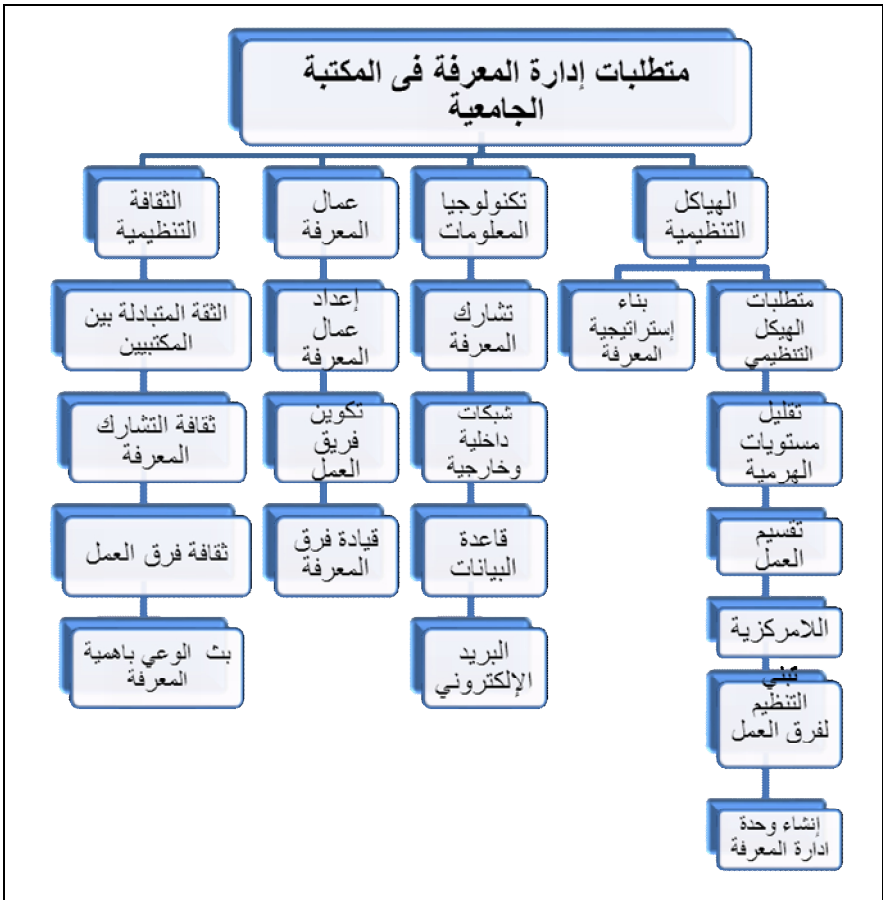 متطلبات إدارة المعرفة فى المكتبة
الجامعية
الهياكل
التنظيمية
متطلبات
الهيكل
التنظيمي
تقليل
مستويات
الهرمية
تقسيم
العمل
اللامركزية
تبني
التنظيم
لفرق العمل
إنشاء وحدة
ادارة المعرفة
بناء
إستراتيجية
المعرفة
تكنولوجيا
المعلومات
تشارك
المعرفة
شبكات
داخلية
وخارجية
قاعدة
البيانات
البريد
الإلكتروني
عمال
المعرفة
إعداد
عمال
المعرفة
تكوين
فريق
العمل
قيادة فرق
المعرفة
الثقافة
التنظيمية
الثقة المتبادلة بين
المكتبيين
ثقافة التشارك
المعرفة
ثقافة فرق العمل
بث الوعي باهمية
المعرفة